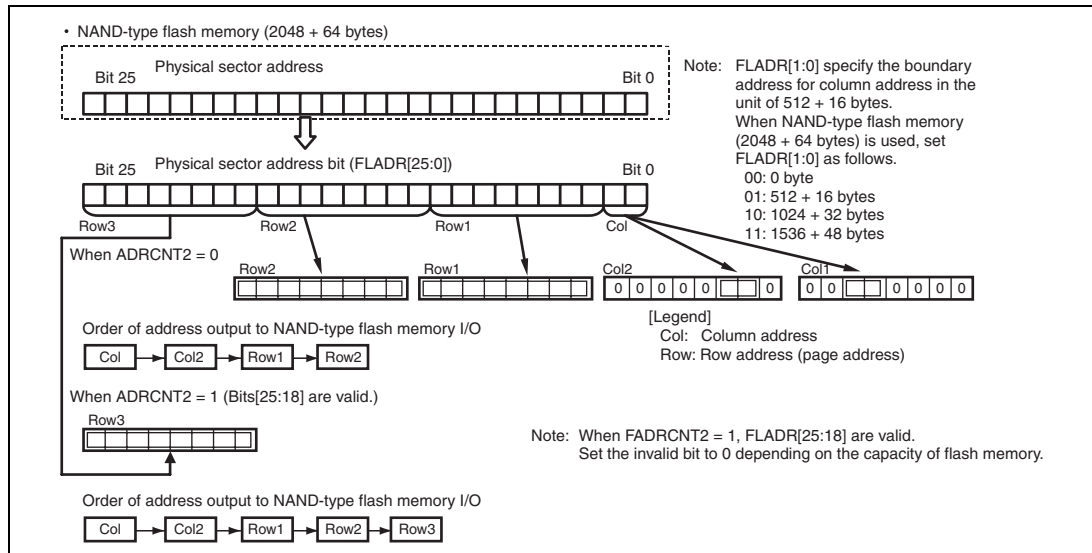 • NAND-type flash memory (2048 + 64 bytes)
Physical sector address
Bit 25
Bit 0
Physical sector address bit (FLADR[25:0])
Bit 25
Bit 0
Row3
Row2
Row1
Col
Note: FLADR[1:0] specify the boundary
address for column address in the
unit of 512 + 16 bytes.
When NAND-type flash memory
(2048 + 64 bytes) is used, set
FLADR[1:0] as follows.
00: 0 byte
01: 512 + 16 bytes
10: 1024 + 32 bytes
11: 1536 + 48 bytes
When ADRCNT2 = 0
Row2
Row1
Col2
0 0 0 0 0 0
Col1
0 0 0 0 0 0
[Legend]
Col: Column address
Row: Row address (page address)
Order of address output to NAND-type flash memory I/O
Col Col2 Row1 Row2
When ADRCNT2 = 1 (Bits[25:18] are valid.)
Row3
Note: When FADRCNT2 = 1, FLADR[25:18] are valid.
Set the invalid bit to 0 depending on the capacity of flash memory.
Order of address output to NAND-type flash memory I/O
Col Col2 Row1 Row2 Row3